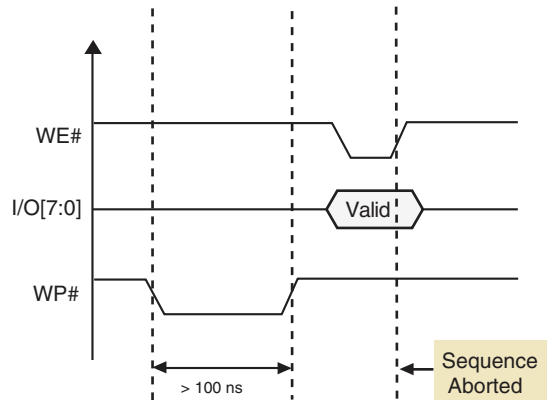 WE#
I/O[7:0]
Valid
WP#
> 100 ns
Sequence
Aborted